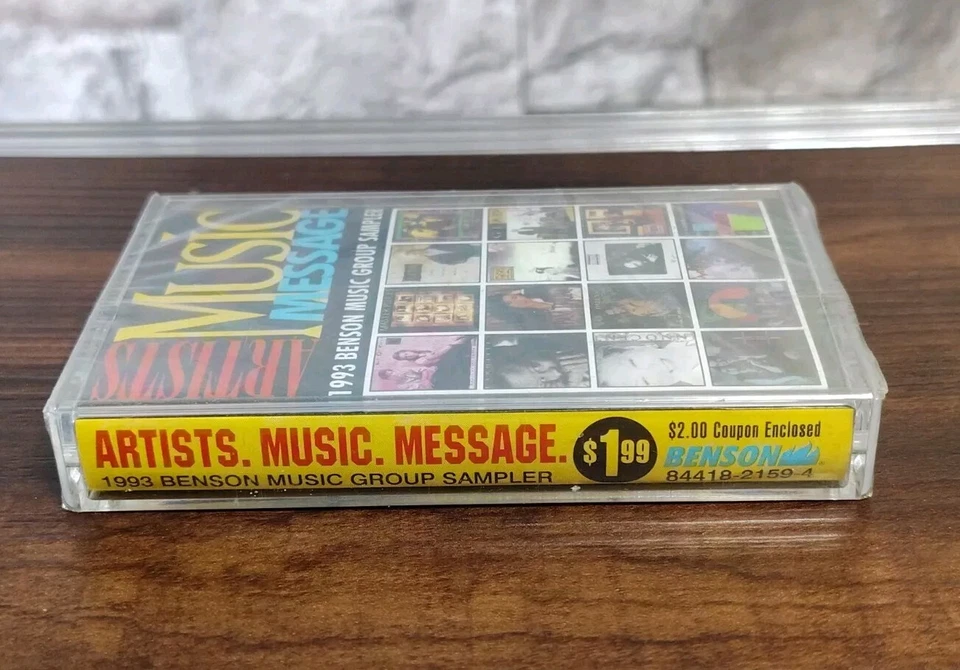 ARTISTS
MUSIC
MESSAGE
1993 BENSON MUSIC GROUP SAMPLER
ARTISTS. MUSIC. MESSAGE.
1993 BENSON MUSIC GROUP SAMPLER
$1.99
$2.00 Coupon Enclosed
BENSON
84418-2159-4